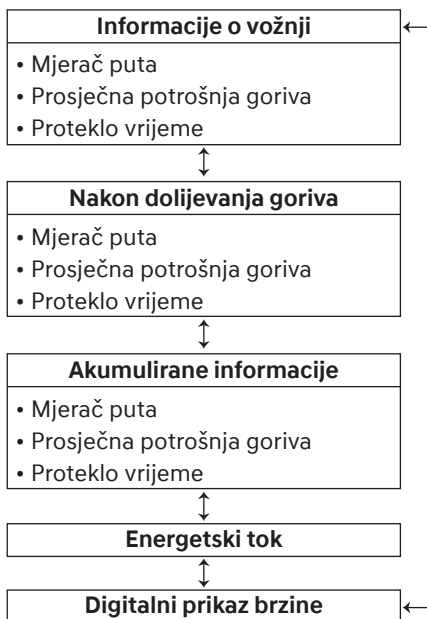 Informacije o vožnji
• Mjerač puta
• Prosječna potrošnja goriva
• Proteklo vrijeme
Nakon dolijevanja goriva
• Mjerač puta
• Prosječna potrošnja goriva
• Proteklo vrijeme
Akumulirane informacije
• Mjerač puta
• Prosječna potrošnja goriva
• Proteklo vrijeme
Energetski tok
Digitalni prikaz brzine